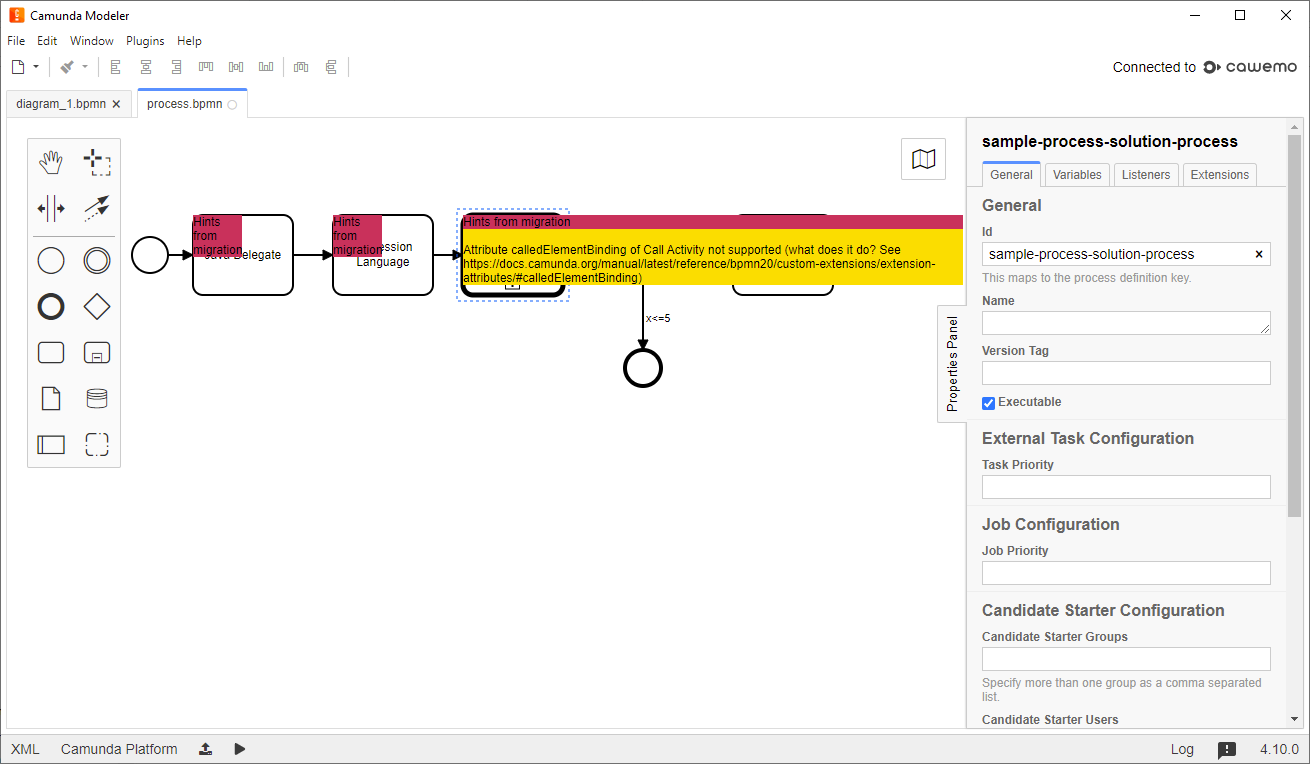 Camunda Modeler
File Edit Window Plugins Help
Connected to cawemo
diagram_1.bpmn
process.bpmn
Hints
from
migration
Java Delegate
Hints
from
migration
ession
Language
Hints from migration
Attribute calledElementBinding of Call Activity not supported (what does it do? See
https://docs.camunda.org/manual/latest/reference/bpmn20/custom-extensions/extension-
attributes/#calledElementBinding)
x<=5
Properties Panel
sample-process-solution-process
General Variables Listeners Extensions
General
Id
sample-process-solution-process
This maps to the process definition key.
Name
Version Tag
Executable
External Task Configuration
Task Priority
Job Configuration
Job Priority
Candidate Starter Configuration
Candidate Starter Groups
Specify more than one group as a comma separated
list.
Candidate Starter Users
XML Camunda Platform
Log 4.10.0